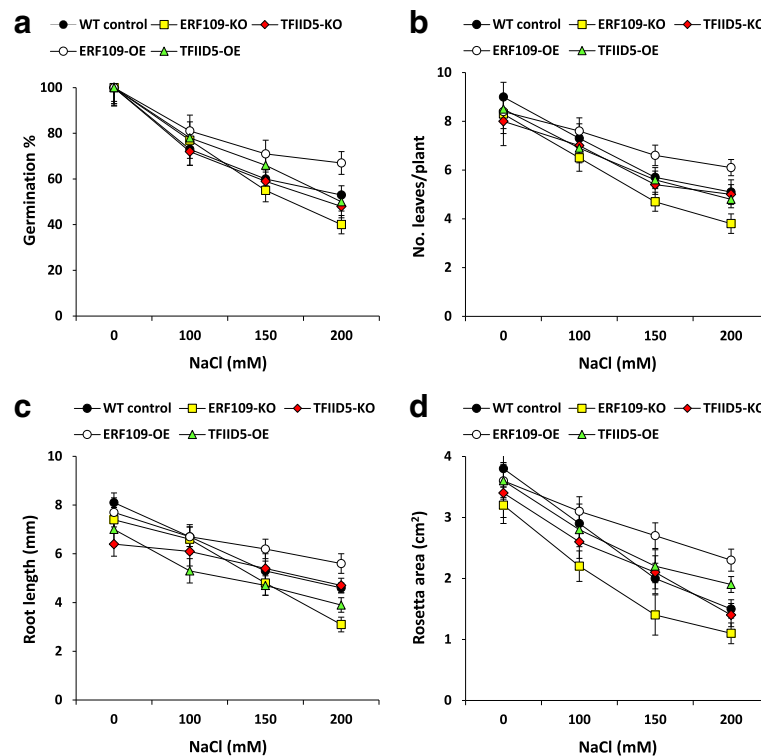 a
WT control ERF109-KO TFIID5-KO
ERF109-OE TFIID5-OE
100
80
60
40
20
0
Germination %
0 100 150 200
NaCl (mM)
b
WT control ERF109-KO TFIID5-KO
ERF109-OE TFIID5-OE
10
8
6
4
2
0
No. leaves/plant
0 100 150 200
NaCl (mM)
c
WT control ERF109-KO TFIID5-KO
ERF109-OE TFIID5-OE
10
8
6
4
2
0
Root length (mm)
0 100 150 200
NaCl (mM)
d
WT control ERF109-KO TFIID5-KO
ERF109-OE TFIID5-OE
4
3
2
1
0
Rosetta area (cm²)
0 100 150 200
NaCl (mM)